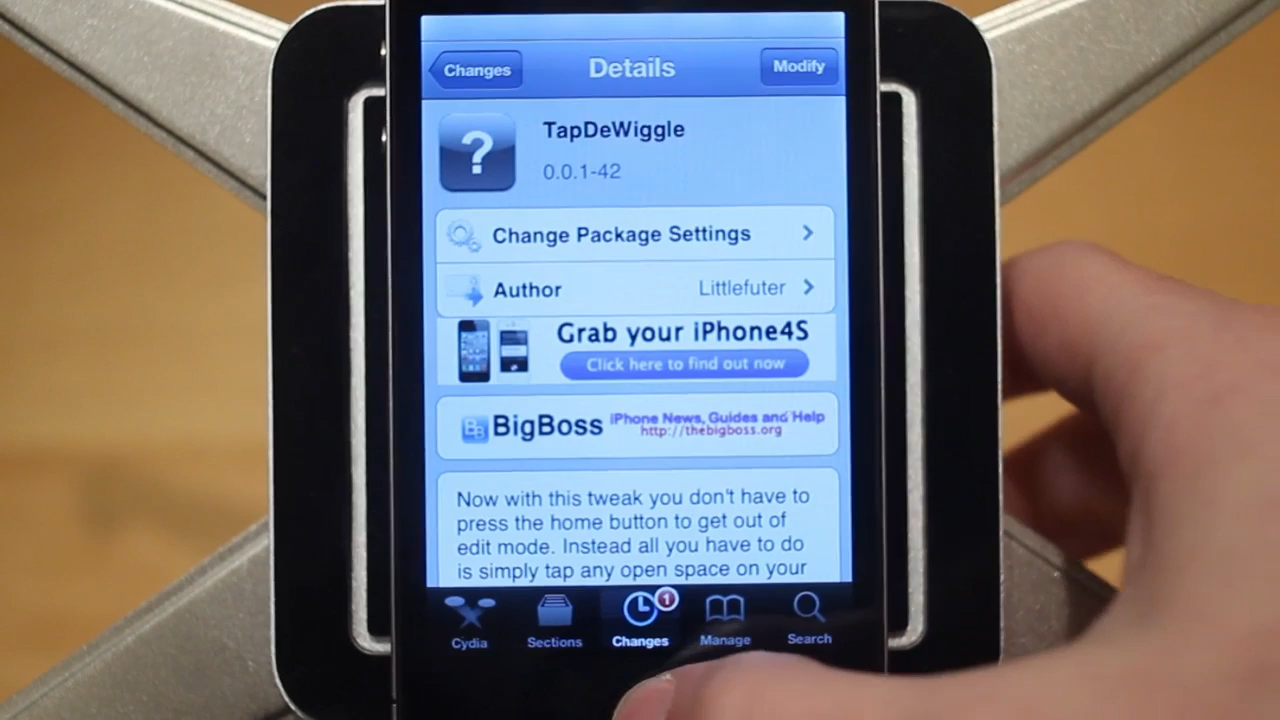 Changes
Details
Modify
?
TapDeWiggle
0.0.1-42
Change Package Settings
Author
Littlefuter
Grab your iPhone4S
Click here to find out now
BB
BigBoss
iPhone News, Guides and Help
http://thebigboss.org
Now with this tweak you don't have to
press the home button to get out of
edit mode. Instead all you have to do
is simply tap any open space on your
1
Cydia
Sections
Changes
Manage
Search